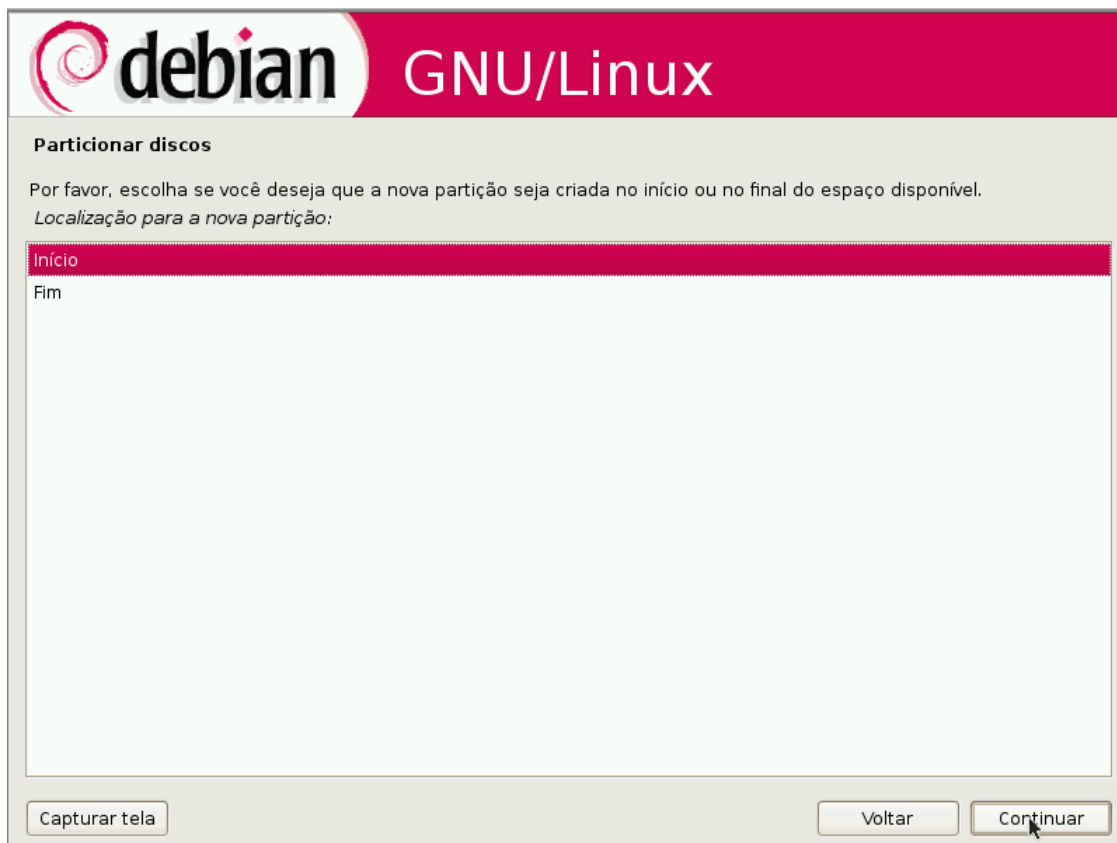 debian GNU/Linux
Particionar discos
Por favor, escolha se você deseja que a nova partição seja criada no início ou no final do espaço disponível.
Localização para a nova partição:
Início
Fim
Capturar tela Voltar Continuar